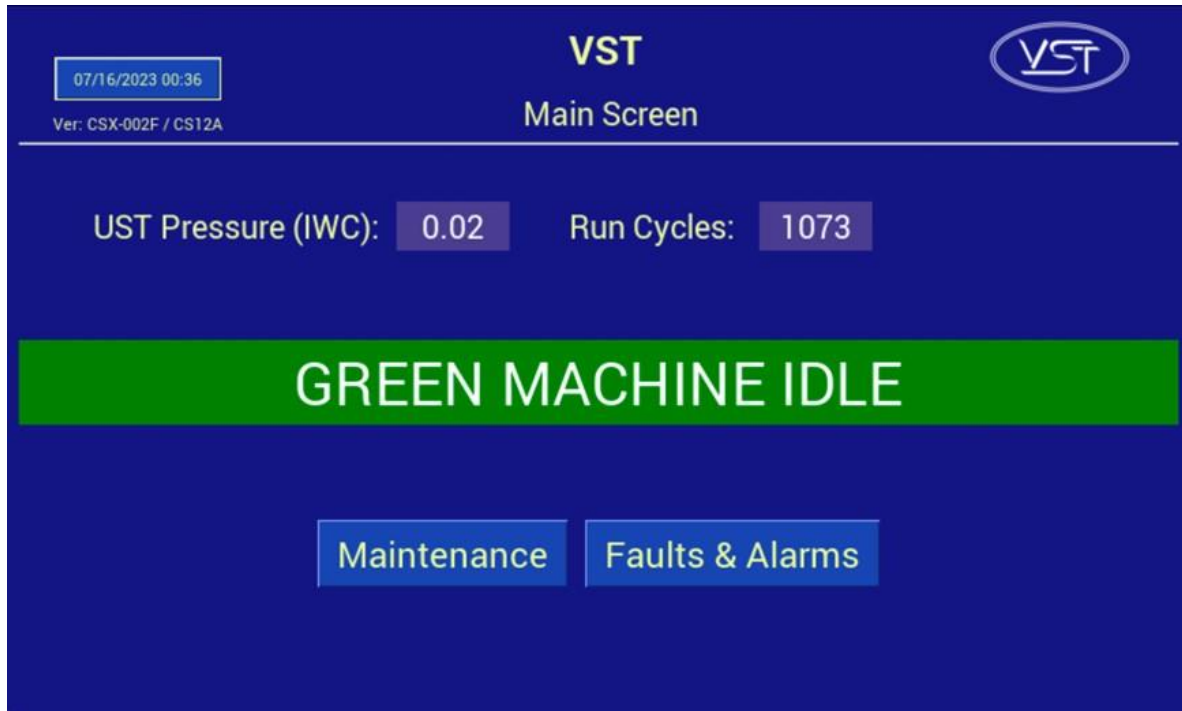 VST
VST
07/16/2023 00:36
Main Screen
Ver: CSX-002F / CS12A
UST Pressure (IWC): 0.02 Run Cycles: 1073
GREEN MACHINE IDLE
Maintenance Faults & Alarms